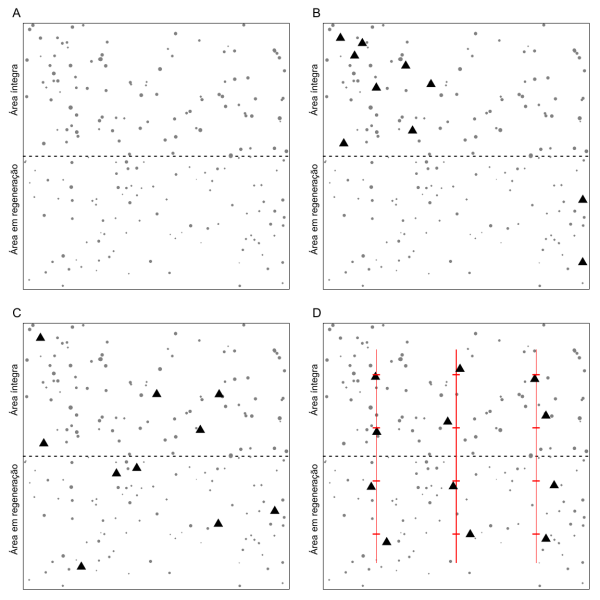 A
Área íntegra
Área em regeneração
B
Área íntegra
Área em regeneração
C
Área íntegra
Área em regeneração
D
Área íntegra
Área em regeneração